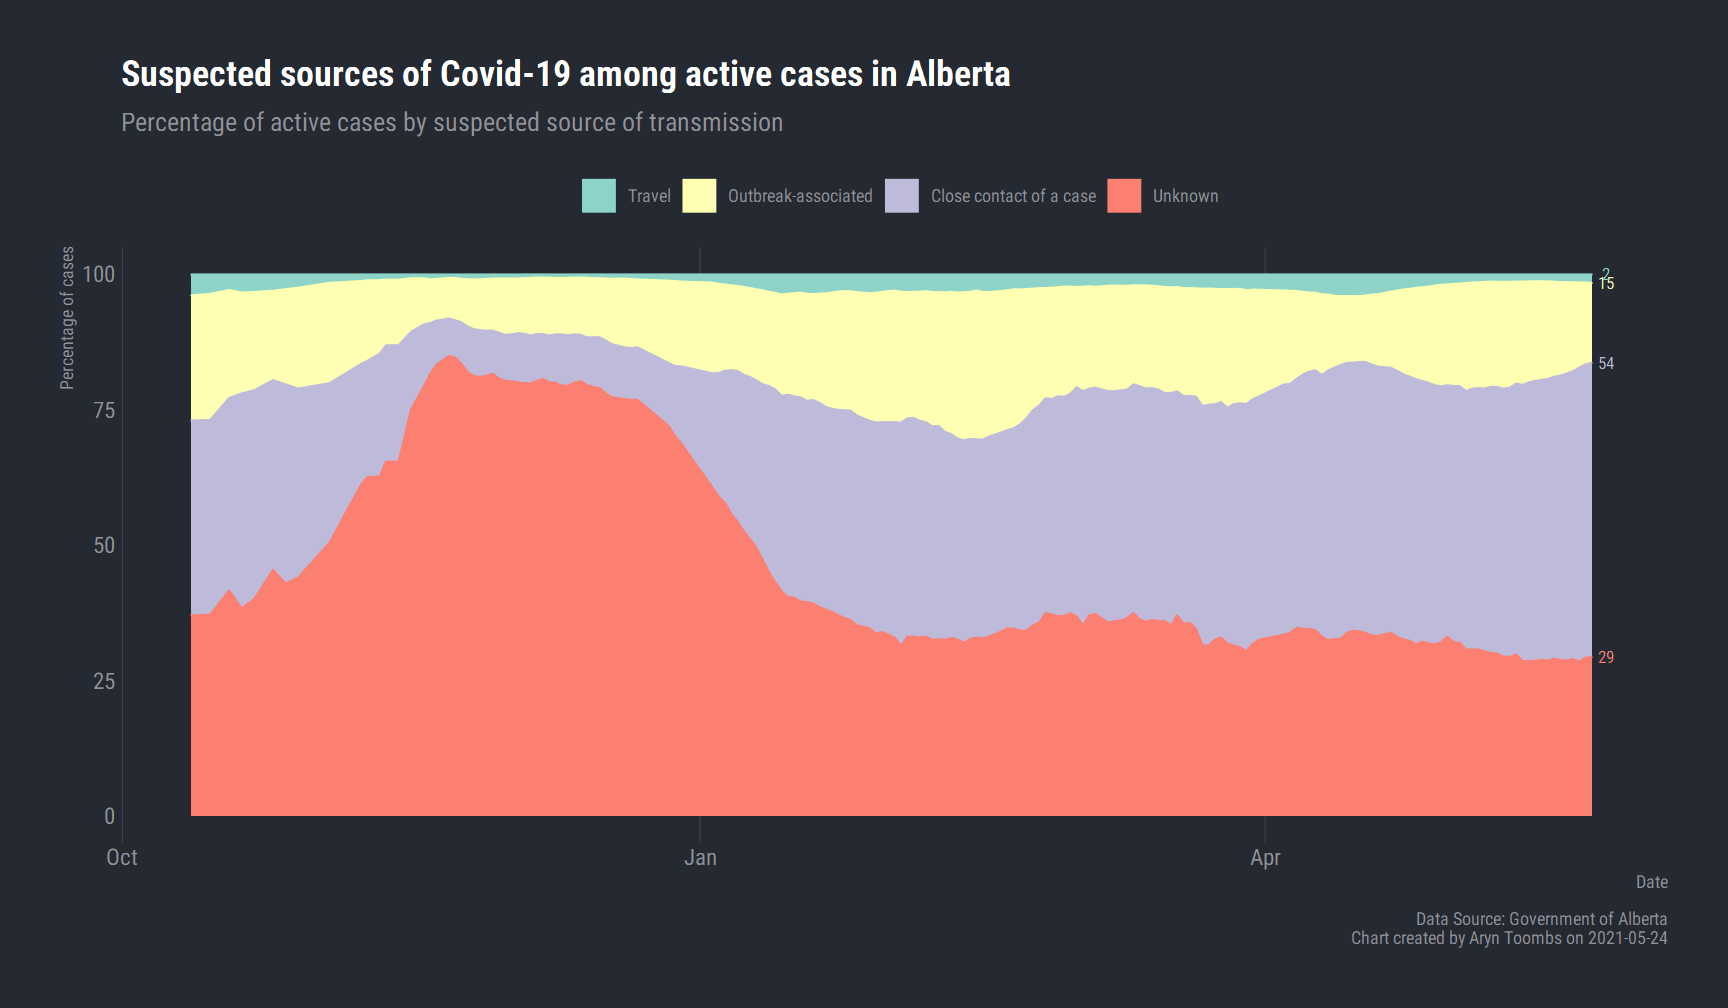 Suspected sources of Covid-19 among active cases in Alberta
Percentage of active cases by suspected source of transmission
Travel
Outbreak-associated
Close contact of a case
Unknown
Percentage of cases
100
75
50
25
0
2
15
54
29
Oct
Jan
Apr
Date
Data Source: Government of Alberta
Chart created by Aryn Toombs on 2021-05-24